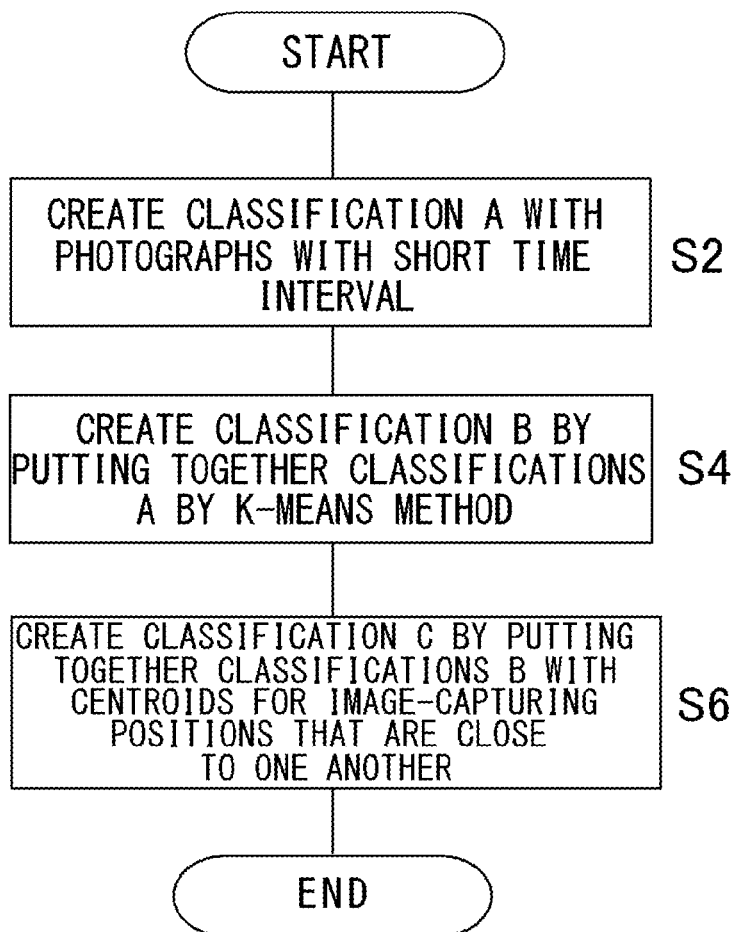 START
CREATE CLASSIFICATION A WITH
PHOTOGRAPHS WITH SHORT TIME
INTERVAL
S2
CREATE CLASSIFICATION B BY
PUTTING TOGETHER CLASSIFICATIONS
A BY K-MEANS METHOD
S4
CREATE CLASSIFICATION C BY PUTTING
TOGETHER CLASSIFICATIONS B WITH
CENTROIDS FOR IMAGE-CAPTURING
POSITIONS THAT ARE CLOSE
TO ONE ANOTHER
S6
END